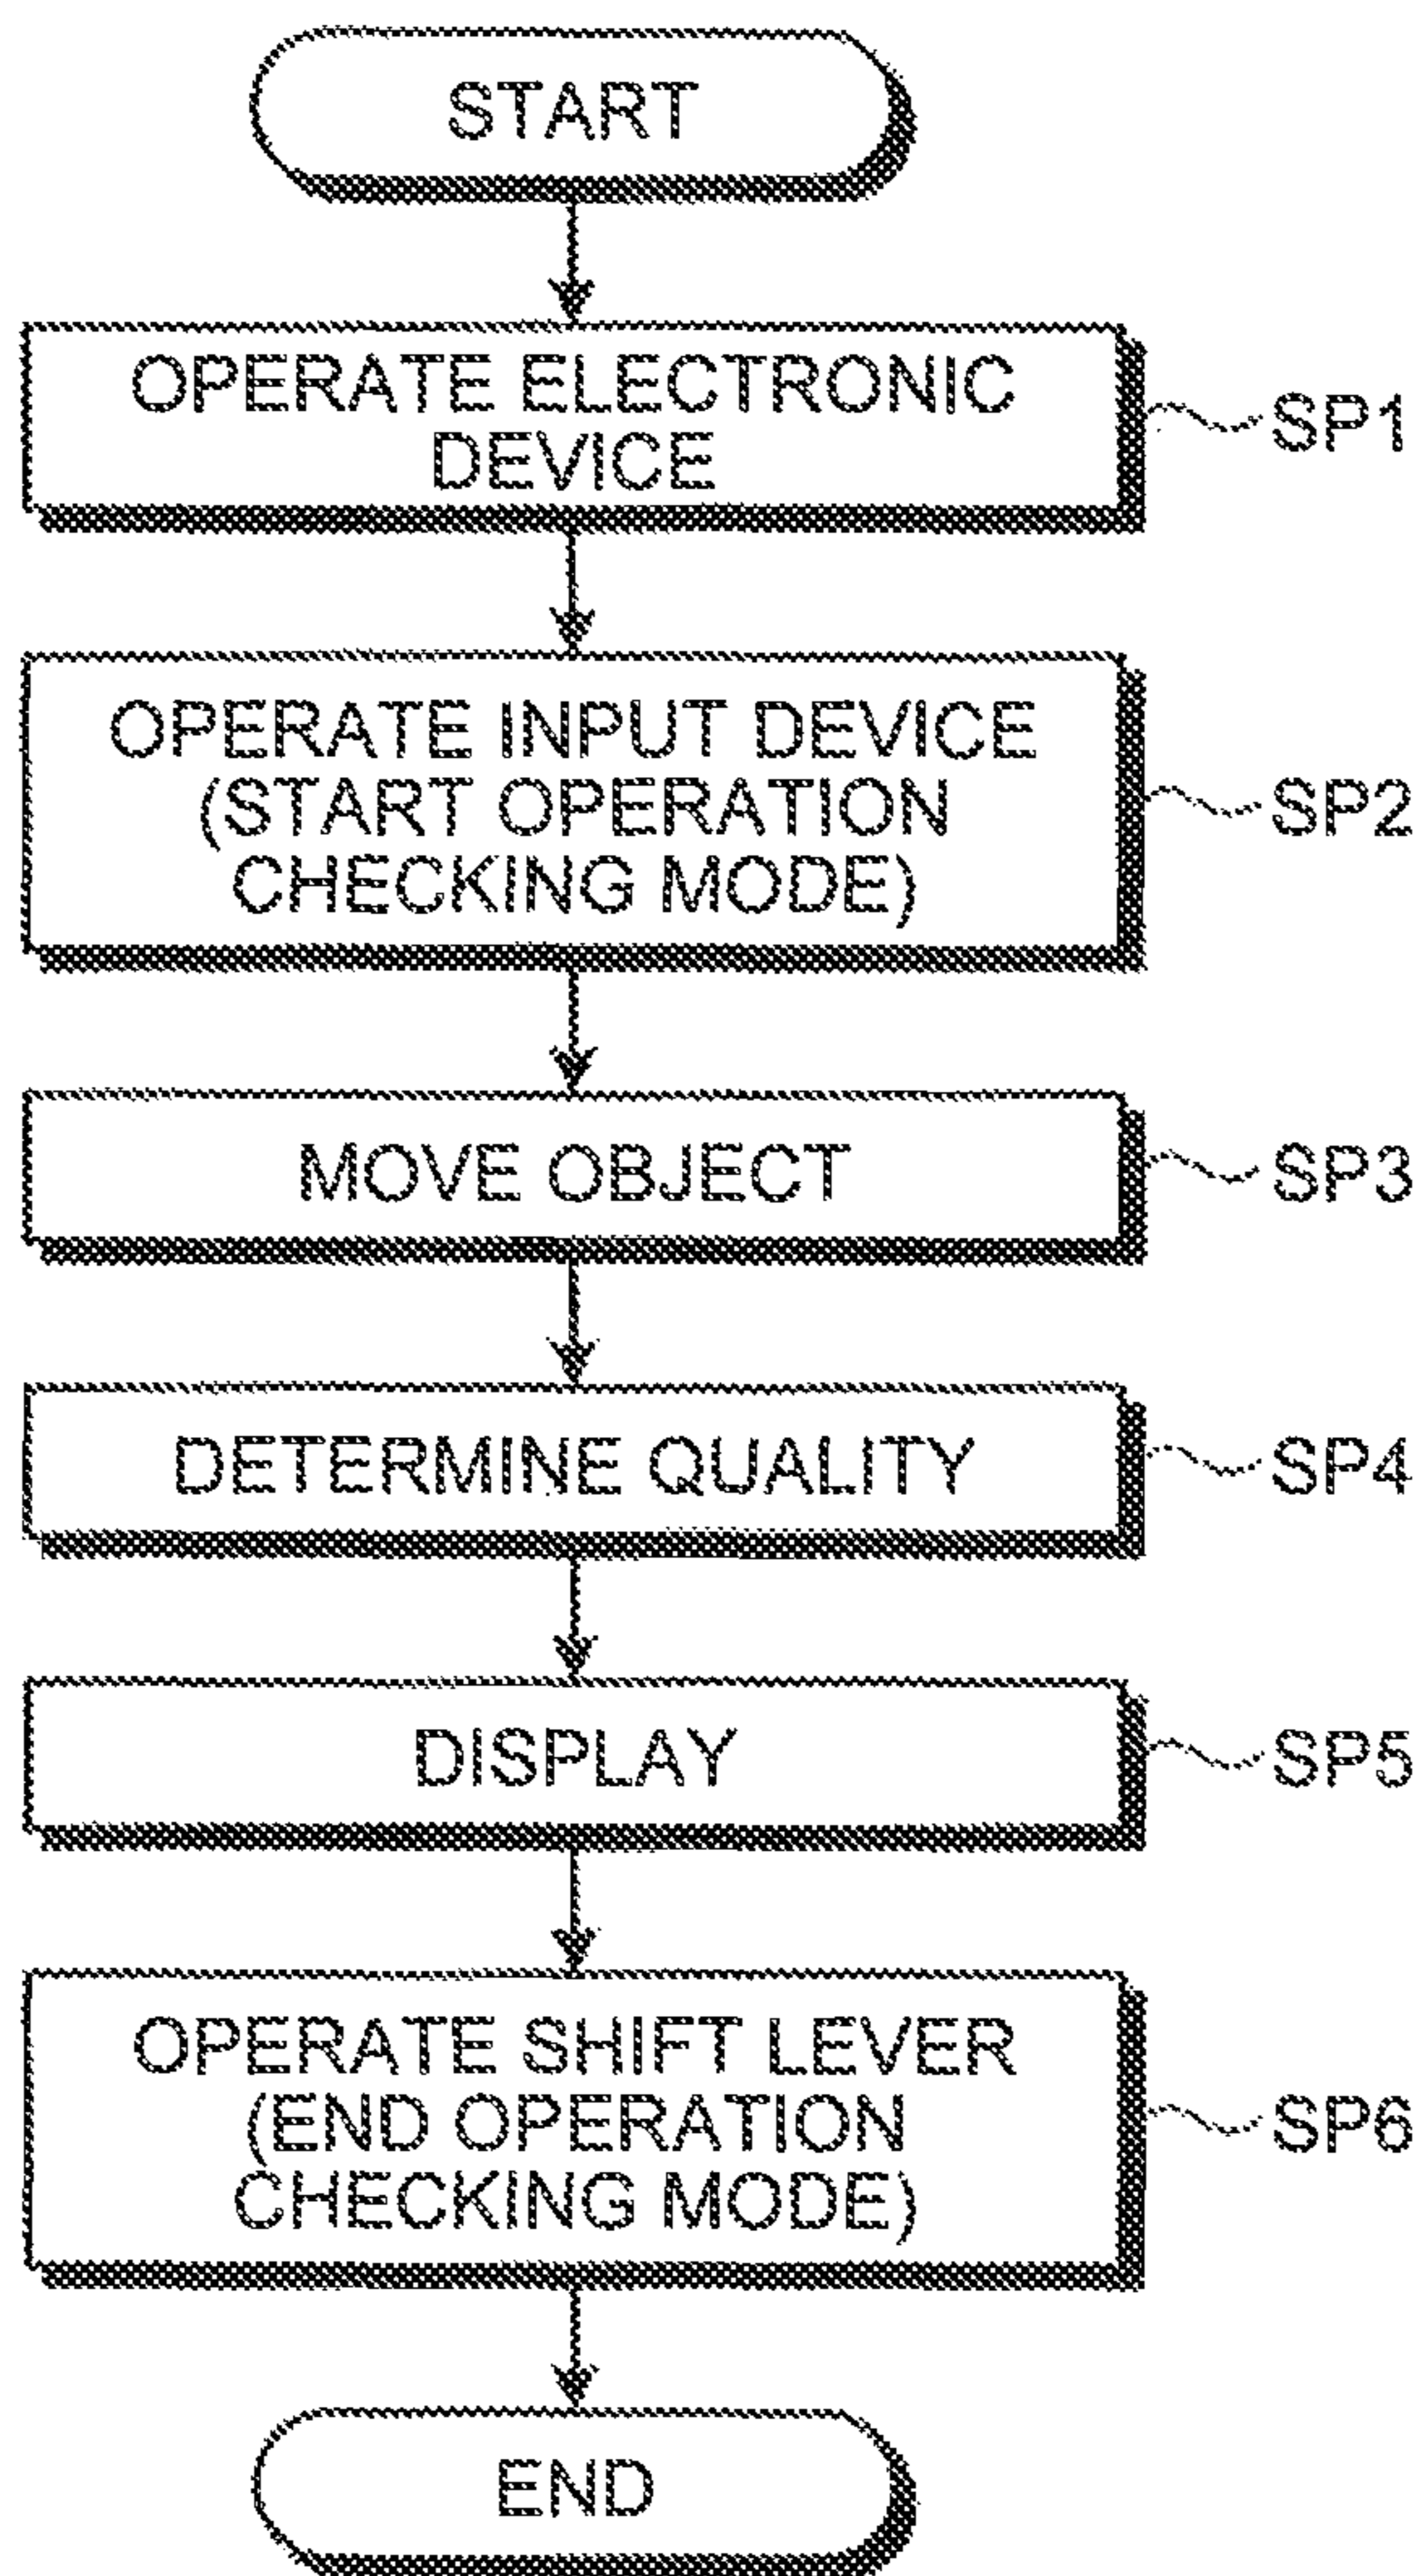 START
OPERATE ELECTRONIC
DEVICE
SP1
OPERATE INPUT DEVICE
(START OPERATION
CHECKING MODE)
SP2
MOVE OBJECT
SP3
DETERMINE QUALITY
SP4
DISPLAY
SP5
OPERATE SHIFT LEVER
(END OPERATION
CHECKING MODE)
SP6
END